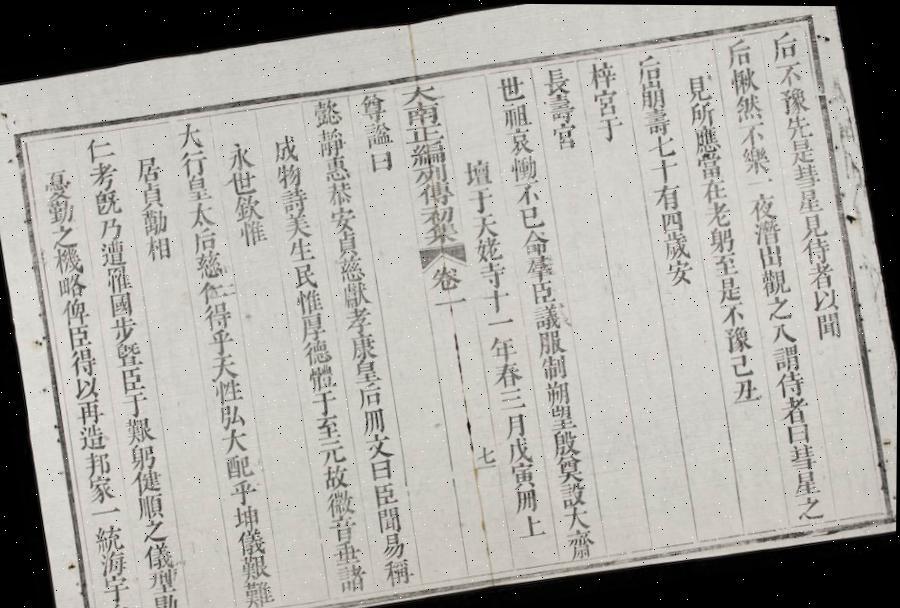 后不豫先是彗星見侍者以聞
后愀然不樂一夜潛出觀之入謂侍者曰彗星之
見所應當在老躬至是不豫己丑
后崩壽七十有四歲安
梓宮于
長壽宮
世祖哀慟不已命羣臣議服制朔望殷奠設大齋
壇于天姥寺十一年春三月戊寅冊上
大南正編列傳初集 卷一 七
尊諡曰
懿靜惠恭安貞慈獻孝康皇后冊文曰臣聞易稱
成物詩美生民惟厚德體于至元故徽音垂諸
永世欽惟
大行皇太后慈仁得乎天性弘大配乎坤儀艱難
居貞勤相
仁考旣乃遭罹國步曁臣于艱躬健順之儀型勖
憂勤之機略俾臣得以再造邦家一統海宇